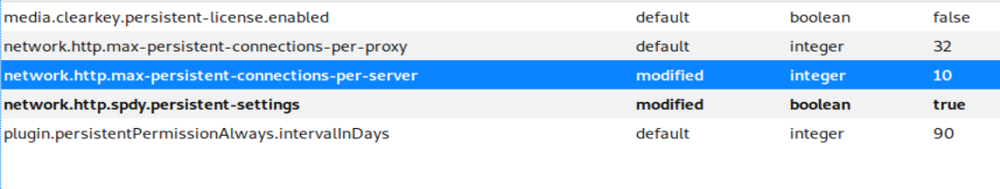 media.clearkey.persistent-license.enabled default boolean false
network.http.max-persistent-connections-per-proxy default integer 32
network.http.max-persistent-connections-per-server modified integer 10
network.http.spdy.persistent-settings modified boolean true
plugin.persistentPermissionAlways.intervalInDays default integer 90